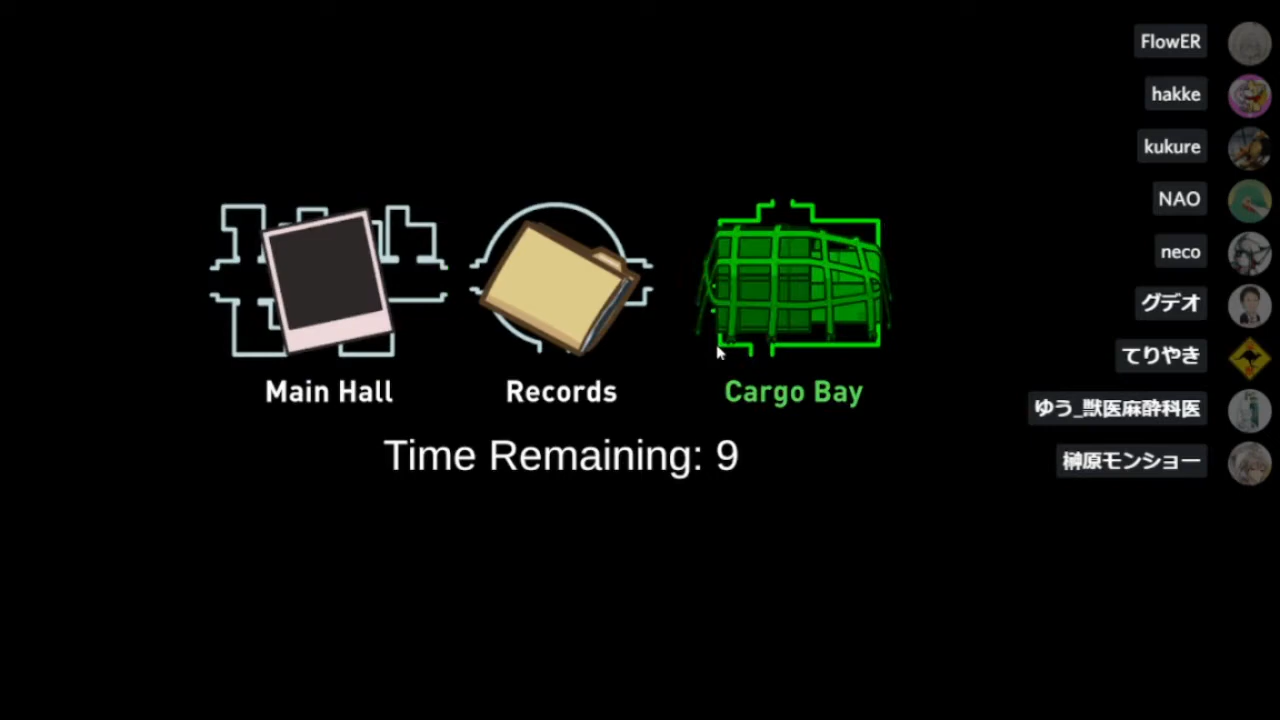 FlowER
hakke
kukure
NAO
neco
グデオ
てりやき
ゆう_獣医麻酔科医
榊原モンショー
Main Hall
Records
Cargo Bay
Time Remaining: 9